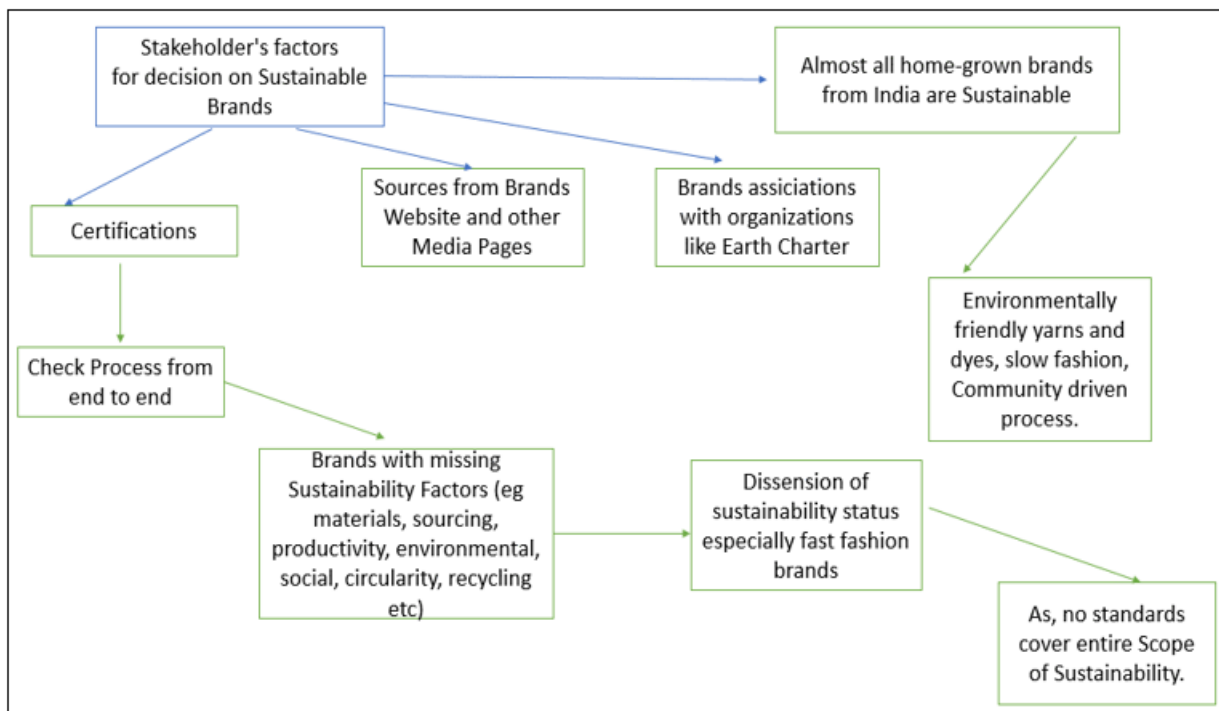 Stakeholder's factors
for decision on Sustainable
Brands
Almost all home-grown brands
from India are Sustainable
Certifications
Sources from Brands
Website and other
Media Pages
Brands assiciations
with organizations
like Earth Charter
Environmentally
friendly yarns and
dyes, slow fashion,
Community driven
process.
Check Process from
end to end
Brands with missing
Sustainability Factors (eg
materials, sourcing,
productivity, environmental,
social, circularity, recycling
etc)
Dissension of
sustainability status
especially fast fashion
brands
As, no standards
cover entire Scope
of Sustainability.